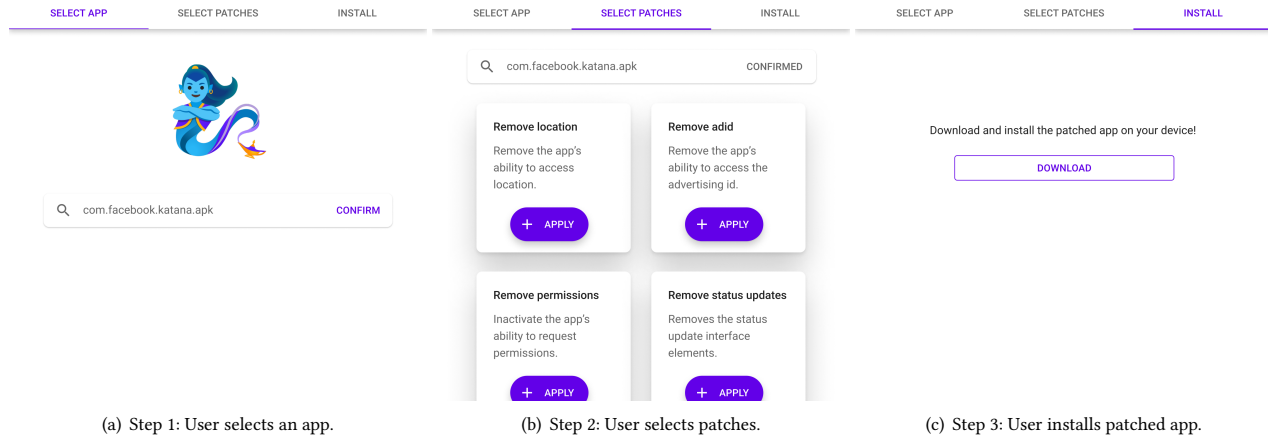 SELECT APP
SELECT PATCHES
INSTALL
com.facebook.katana.apk
CONFIRM
(a) Step 1: User selects an app.
SELECT APP
SELECT PATCHES
INSTALL
com.facebook.katana.apk
CONFIRMED
Remove location
Remove the app's
ability to access
location.
+ APPLY
Remove adid
Remove the app's
ability to access the
advertising id.
+ APPLY
Remove permissions
Inactivate the app's
ability to request
permissions.
+ APPLY
Remove status updates
Removes the status
update interface
elements.
+ APPLY
(b) Step 2: User selects patches.
SELECT APP
SELECT PATCHES
INSTALL
Download and install the patched app on your device!
DOWNLOAD
(c) Step 3: User installs patched app.